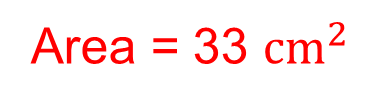 Area = 33 cm²